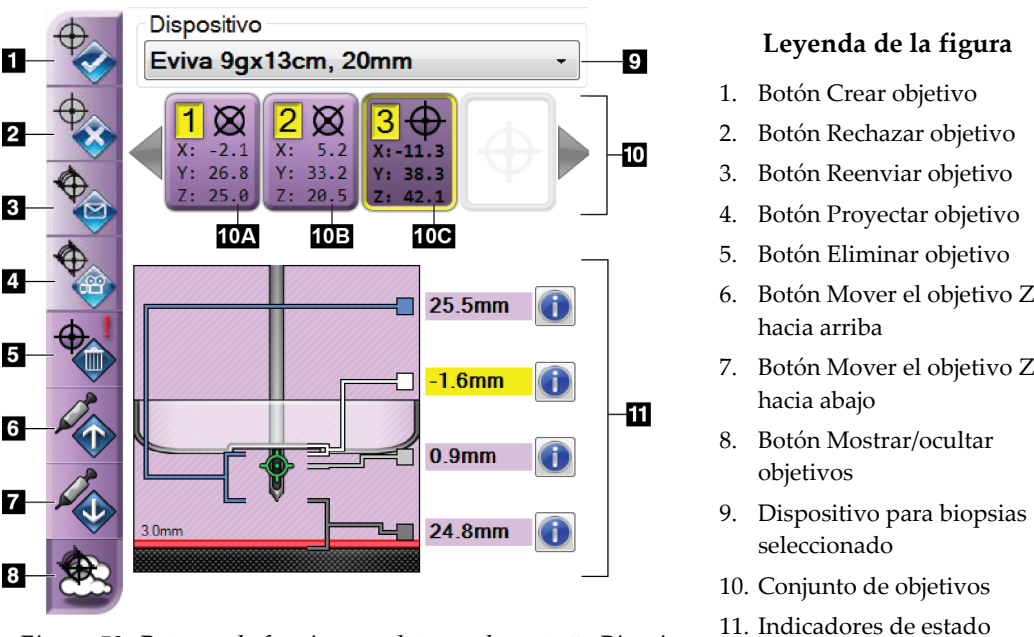 Dispositivo
Eviva 9gx13cm, 20mm
1
2
3
4
5
6
7
8
9
10
1
X: -2.1
Y: 26.8
Z: 25.0
2
X: 5.2
Y: 33.2
Z: 20.5
3
X:-11.3
Y: 38.3
Z: 42.1
10A
10B
10C
25.5mm
-1.6mm
0.9mm
24.8mm
3.0mm
11
Leyenda de la figura
1. Botón Crear objetivo
2. Botón Rechazar objetivo
3. Botón Reenviar objetivo
4. Botón Proyectar objetivo
5. Botón Eliminar objetivo
6. Botón Mover el objetivo Z
hacia arriba
7. Botón Mover el objetivo Z
hacia abajo
8. Botón Mostrar/ocultar
objetivos
9. Dispositivo para biopsias
seleccionado
10. Conjunto de objetivos
11. Indicadores de estado